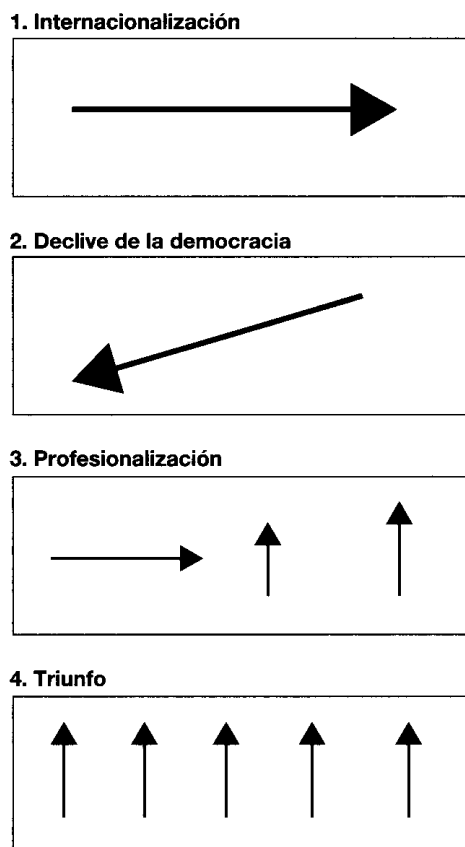 1. Internacionalización
2. Declive de la democracia
3. Profesionalización
4. Triunfo